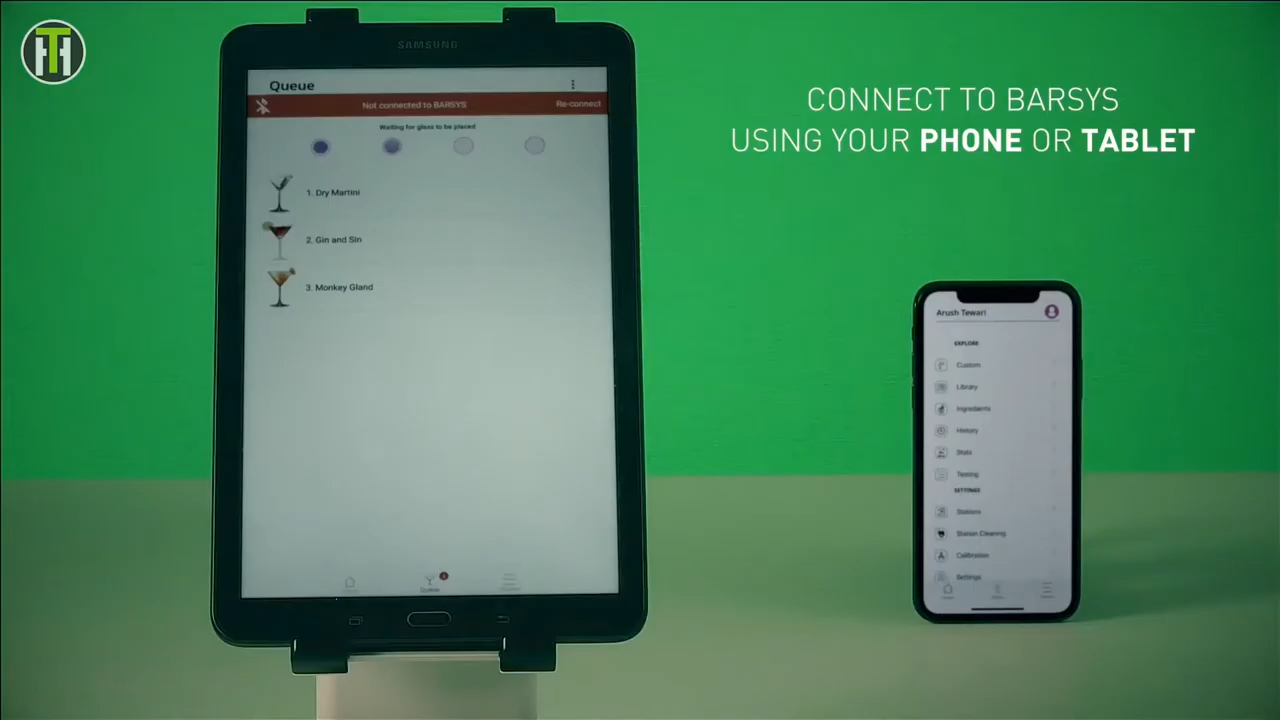 SAMSUNG
Queue
Not connected to BARSYS
Re-connect
Waiting for glass to be placed
1. Dry Martini
2. Gin and Sin
3. Monkey Gland
Queue
CONNECT TO BARSYS
USING YOUR PHONE OR TABLET
Arush Tewari
EXPLORE
Custom
Library
Ingredients
History
Stats
Testing
SETTINGS
Stations
Station Cleaning
Calibration
Settings